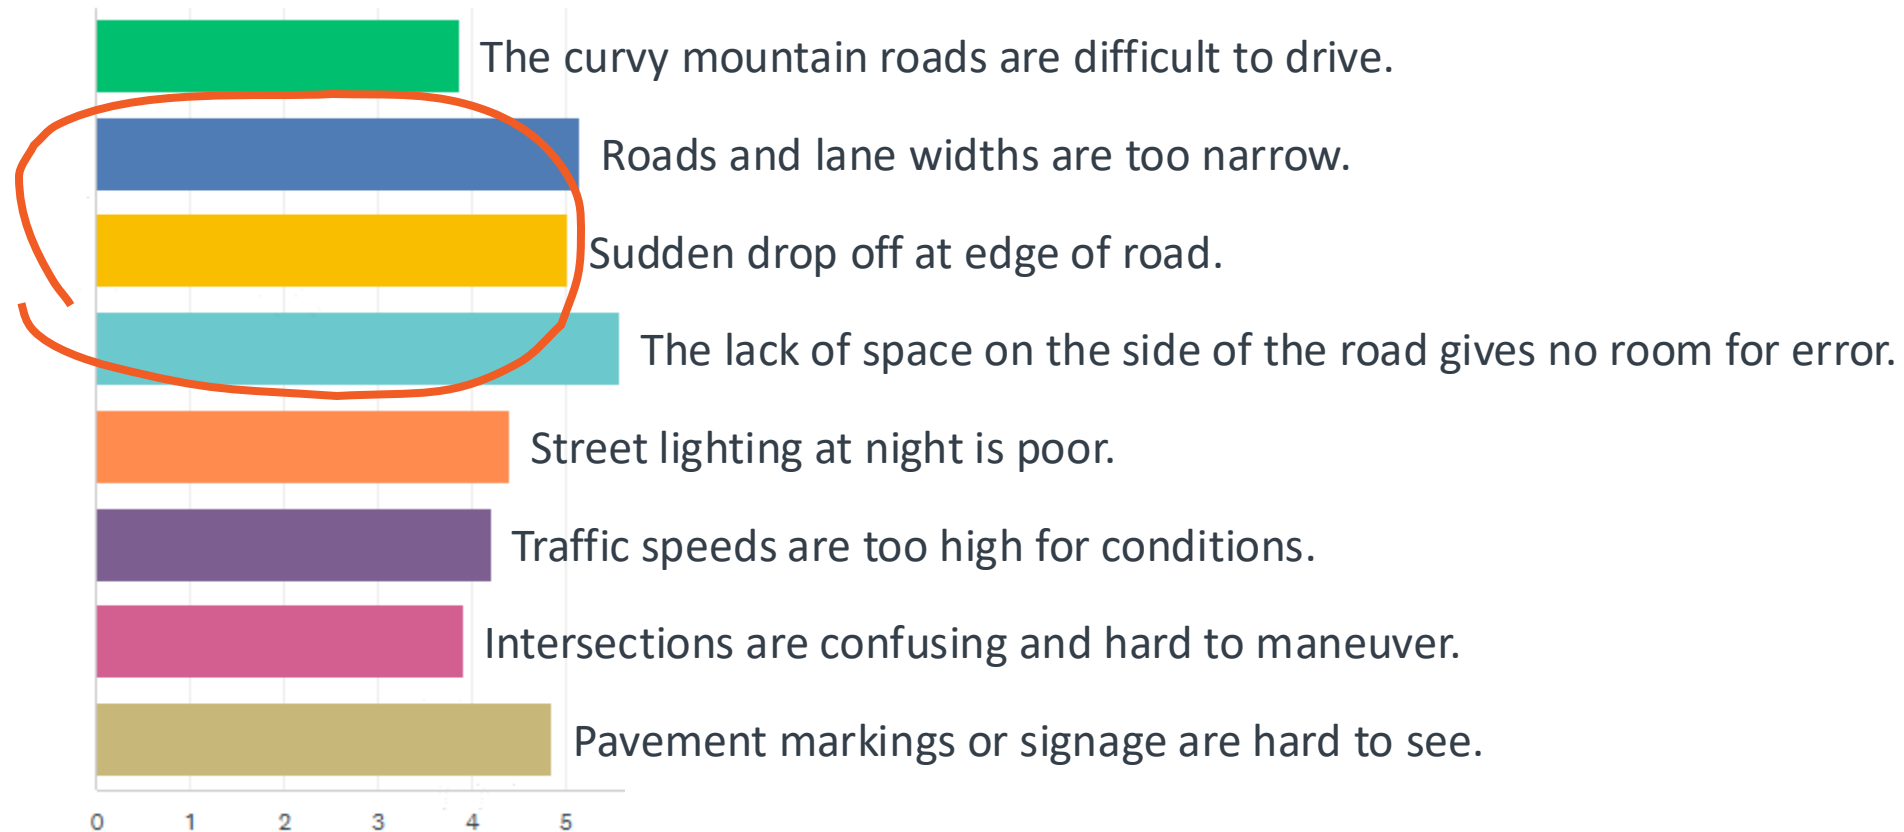 The curvy mountain roads are difficult to drive.
Roads and lane widths are too narrow.
Sudden drop off at edge of road.
The lack of space on the side of the road gives no room for error.
Street lighting at night is poor.
Traffic speeds are too high for conditions.
Intersections are confusing and hard to maneuver.
Pavement markings or signage are hard to see.
0 1 2 3 4 5